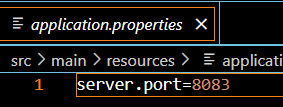 application.properties
src > main > resources > applicati
1 server.port=8083